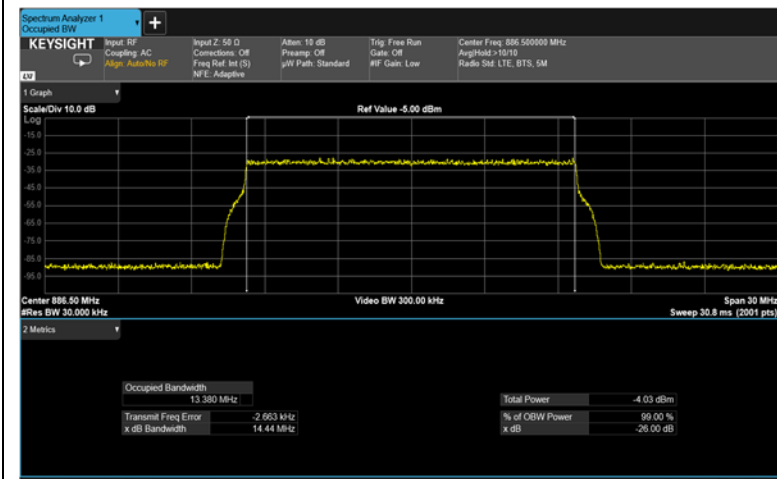 Spectrum Analyzer 1
Occupied BW
KEYSIGHT
Input: RF
Coupling: AC
Align: Auto/No RF
Input Z: 50 Ω
Corrections: Off
Freq Ref: Int (S)
NFE: Adaptive
Atten: 10 dB
Preamp: Off
µW Path: Standard
Trig: Free Run
Gate: Off
#IF Gain: Low
Center Freq: 886.500000 MHz
Avg|Hold:>10/10
Radio Std: LTE, BTS, 5M
LXI
1 Graph
Scale/Div 10.0 dB
Ref Value -5.00 dBm
Log
-15.0
-25.0
-35.0
-45.0
-55.0
-65.0
-75.0
-85.0
-95.0
Center 886.50 MHz
Video BW 300.00 kHz
Span 30 MHz
#Res BW 30.000 kHz
Sweep 30.8 ms (2001 pts)
2 Metrics
Occupied Bandwidth
13.380 MHz
Total Power -4.03 dBm
Transmit Freq Error -2.663 kHz
% of OBW Power 99.00 %
x dB Bandwidth 14.44 MHz
x dB -26.00 dB